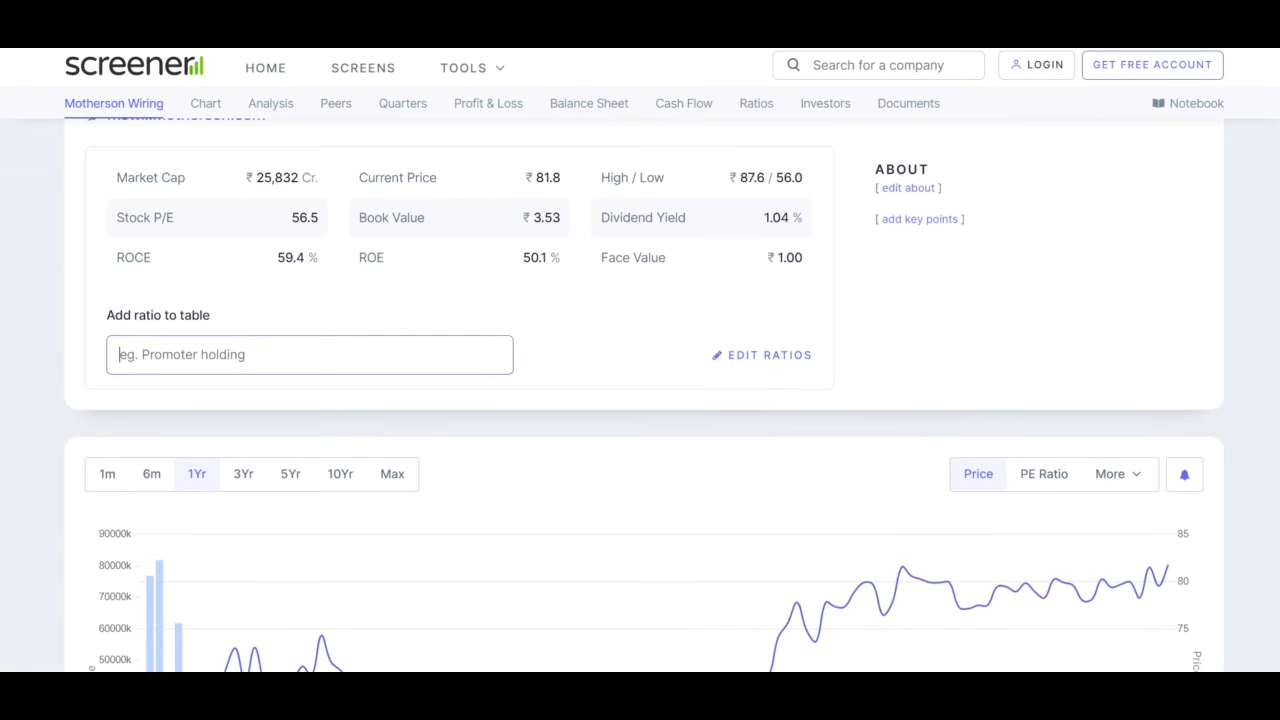 screener
HOME SCREENS TOOLS
Search for a company
LOGIN
GET FREE ACCOUNT
Motherson Wiring Chart Analysis Peers Quarters Profit & Loss Balance Sheet Cash Flow Ratios Investors Documents Notebook
Market Cap ₹ 25,832 Cr. Current Price ₹ 81.8 High / Low ₹ 87.6 / 56.0
Stock P/E 56.5 Book Value ₹ 3.53 Dividend Yield 1.04 %
ROCE 59.4 % ROE 50.1 % Face Value ₹ 1.00
ABOUT
[ edit about ]
[ add key points ]
Add ratio to table
eg. Promoter holding
EDIT RATIOS
1m 6m 1Yr 3Yr 5Yr 10Yr Max
Price PE Ratio More
90000k 85
80000k 80
70000k
60000k 75
50000k